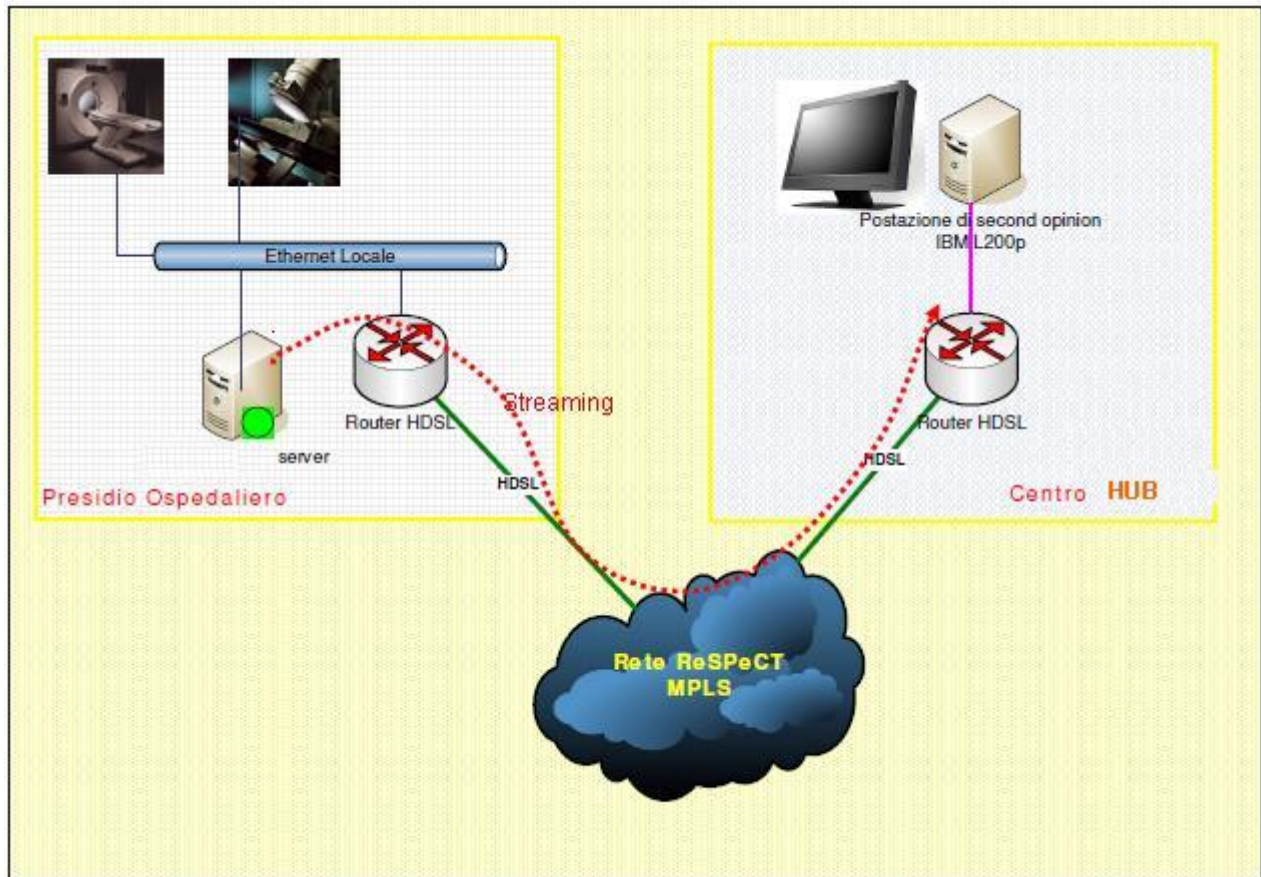 Ethernet Locale
server
Router HDSL
Streaming
HDSL
Presidio Ospedaliero
Postazione di second opinion
IBM L200p
Router HDSL
HDSL
Centro HUB
Rete ReSPeCT
MPLS